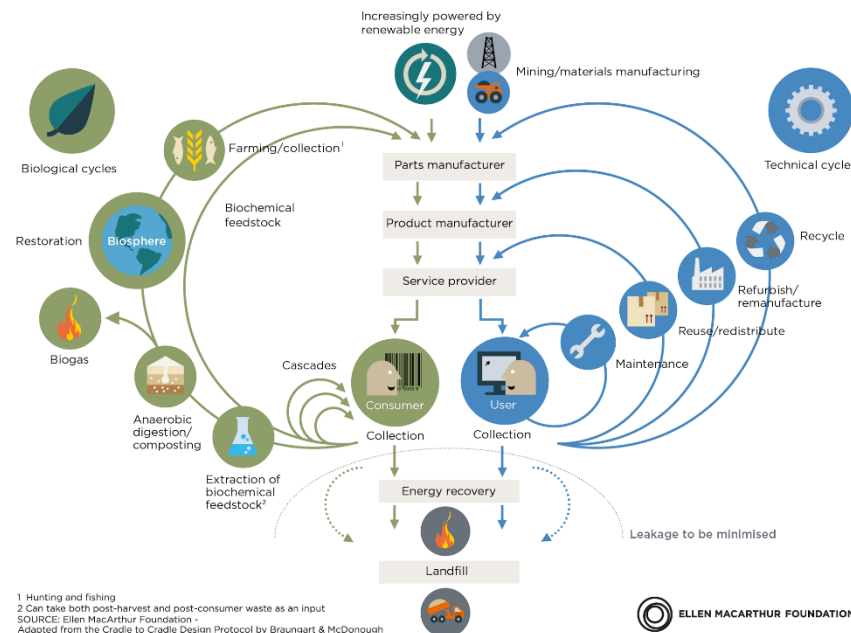 Increasingly powered by
renewable energy
Mining/materials manufacturing
Biological cycles
Technical cycle
Farming/collection¹
Parts manufacturer
Biochemical
feedstock
Product manufacturer
Restoration
Biosphere
Recycle
Service provider
Refurbish/
remanufacture
Reuse/redistribute
Biogas
Maintenance
Cascades
Consumer
User
Collection
Collection
Anaerobic
digestion/
composting
Extraction of
biochemical
feedstock²
Energy recovery
Leakage to be minimised
Landfill
1 Hunting and fishing
2 Can take both post-harvest and post-consumer waste as an input
SOURCE: Ellen MacArthur Foundation -
Adapted from the Cradle to Cradle Design Protocol by Braungart & McDonough
ELLEN MACARTHUR FOUNDATION